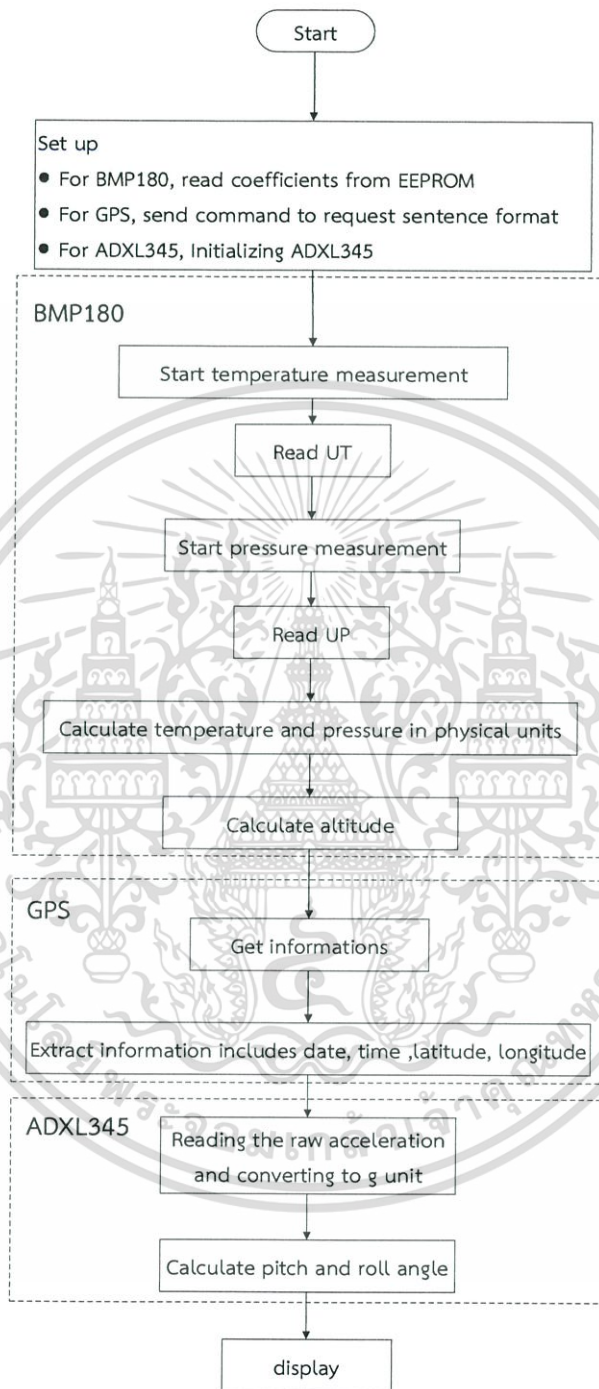 Start
Set up
● For BMP180, read coefficients from EEPROM
● For GPS, send command to request sentence format
● For ADXL345, Initializing ADXL345
BMP180
Start temperature measurement
Read UT
Start pressure measurement
Read UP
Calculate temperature and pressure in physical units
Calculate altitude
GPS
Get informations
Extract information includes date, time ,latitude, longitude
ADXL345
Reading the raw acceleration
and converting to g unit
Calculate pitch and roll angle
display